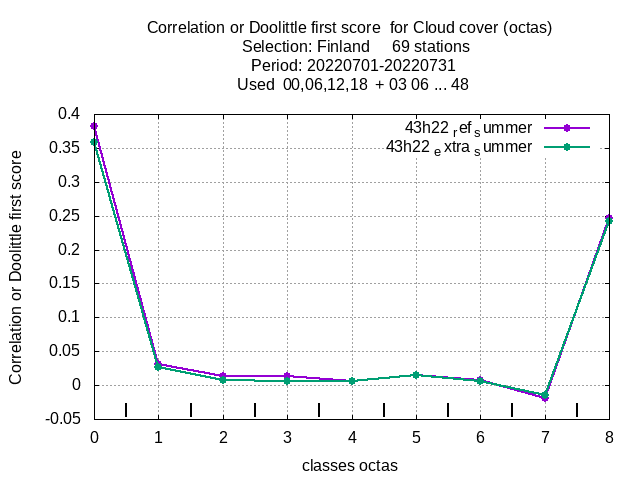 Correlation or Doolittle first score  for Cloud cover (octas)
Selection: Finland     69 stations
Period: 20220701-20220731
Used  00,06,12,18  + 03 06 ... 48
43h22_ref_summer
43h22_extra_summer
Correlation or Doolittle first score
0.4
0.35
0.3
0.25
0.2
0.15
0.1
0.05
0
-0.05
0 1 2 3 4 5 6 7 8
classes octas